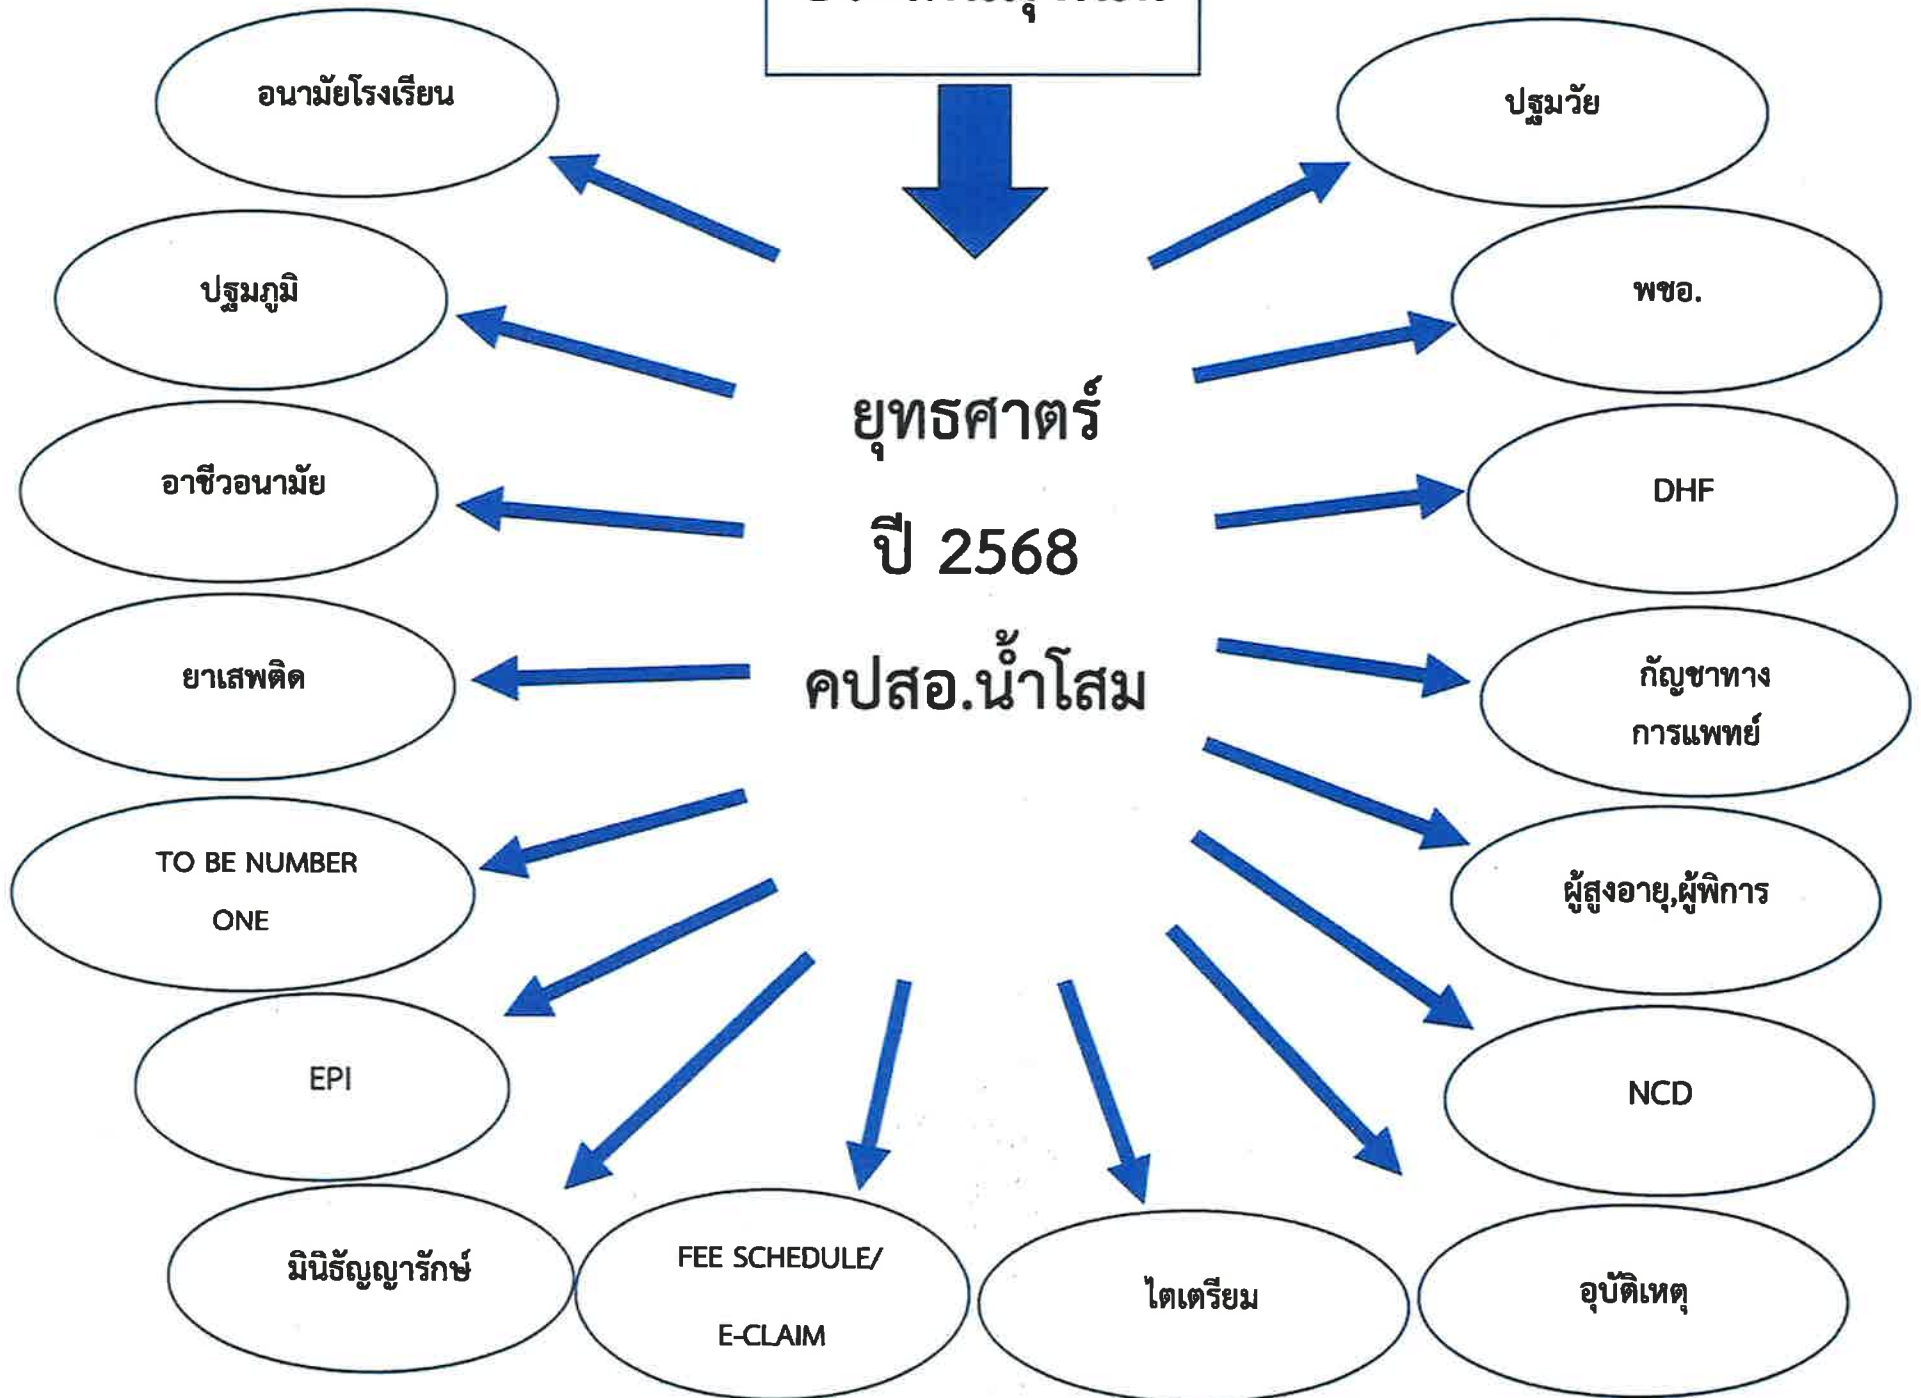 อนามัยโรงเรียน
ปฐมวัย
ปฐมภูมิ
พชอ.
ยุทธศาตร์
ปี 2568
คปสอ.น้ำโสม
อาชีวอนามัย
DHF
ยาเสพติด
กัญชาทาง
การแพทย์
TO BE NUMBER
ONE
ผู้สูงอายุ,ผู้พิการ
EPI
NCD
มินิธัญญารักษ์
FEE SCHEDULE/
E-CLAIM
ไตเตรียม
อุบัติเหตุ